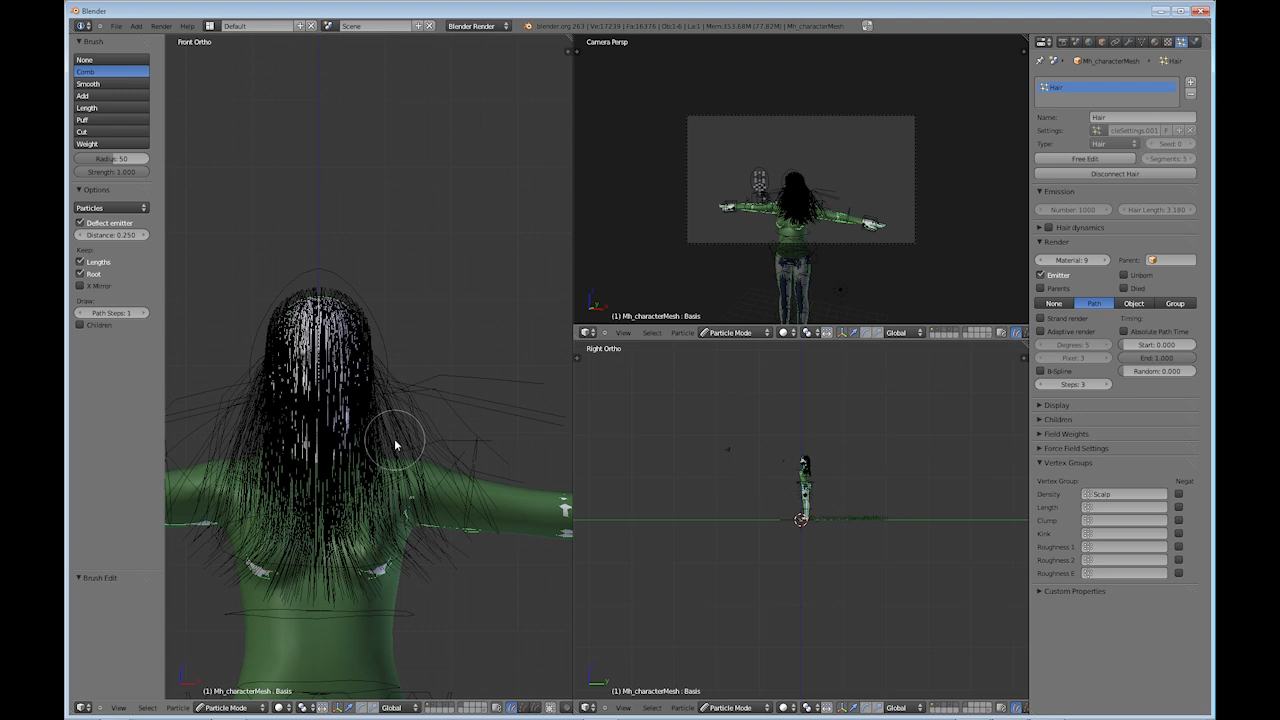 Blender
File
Add
Render
Help
Default
Scene
Blender Render
blender.org 263 | Ve:17239 | Fa:16376 | Ob:1-6 | La:1 | Mem:153.68M (77.82M) | Mh_characterMesh
Brush
None
Comb
Smooth
Add
Length
Puff
Cut
Weight
Radius: 50
Strength: 1.000
Options
Particles
Deflect emitter
Distance: 0.250
Keep:
Lengths
Root
X Mirror
Draw:
Path Steps: 1
Children
Brush Edit
Front Ortho
(1) Mh_characterMesh : Basis
View
Select
Particle
Particle Mode
Global
Camera Persp
(1) Mh_characterMesh : Basis
View
Select
Particle
Particle Mode
Global
Right Ortho
(1) Mh_characterMesh : Basis
View
Select
Particle
Particle Mode
Global
Mh_characterMesh
Hair
Hair
Name:
Hair
Settings:
cleSettings.001
F
Type:
Hair
Seed: 0
Free Edit
Segments: 5
Disconnect Hair
Emission
Number: 1000
Hair Length: 3.180
Hair dynamics
Render
Material: 9
Parent:
Emitter
Unborn
Parents
Died
None
Path
Object
Group
Strand render
Timing:
Adaptive render
Absolute Path Time
Degrees: 5
Start: 0.000
Pixel: 3
End: 1.000
B-Spline
Random: 0.000
Steps: 3
Display
Children
Field Weights
Force Field Settings
Vertex Groups
Vertex Group:
Negat
Density
Scalp
Length
Clump
Kink
Roughness 1
Roughness 2
Roughness E
Custom Properties